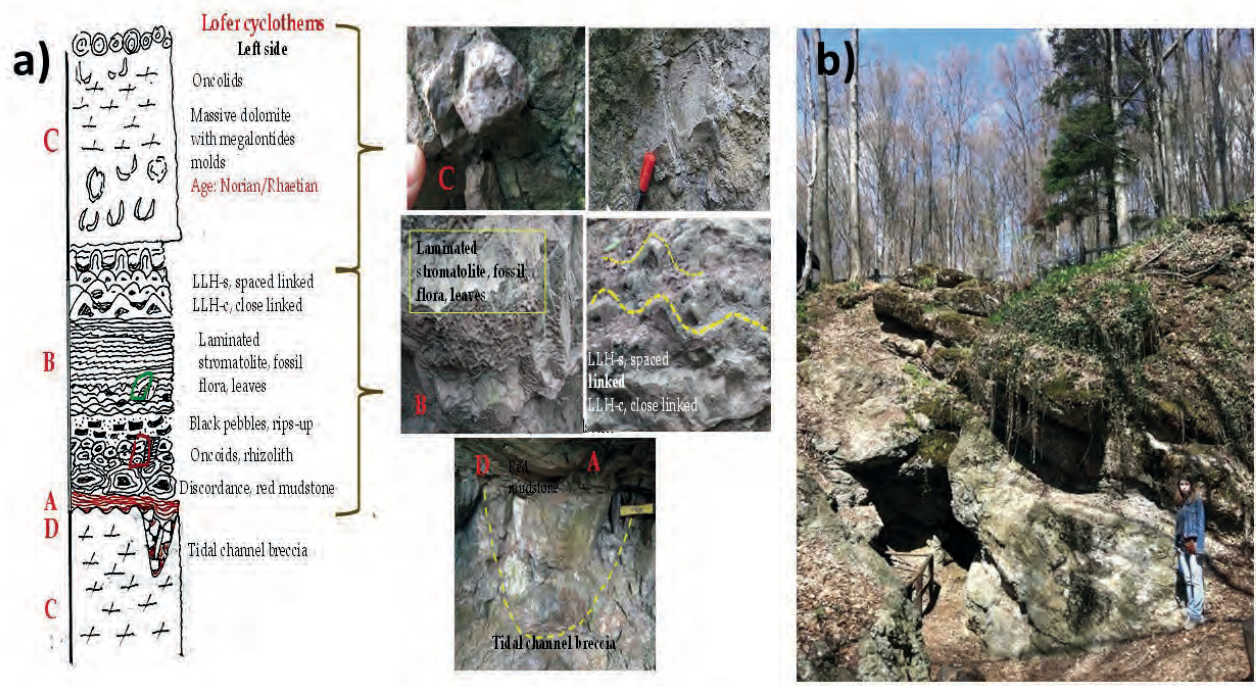 a)
Lofer cyclothems
Left side
Oncolids
Massive dolomite
with megalontides
molds
Age: Norian/Rhaetian
C
LLH-s, spaced linked
LLH-c, close linked
B
Laminated
stromatolite, fossil
flora, leaves
Black pebbles, rips-up
Oncoids, rhizolith
Discordance, red mudstone
A
D
Tidal channel breccia
C
C
Laminated
stromatolite, fossil
flora, leaves
B
LLH-s, spaced
linked
LLH-c, close linked
D
Red
mudstone
A
Tidal channel breccia
b)